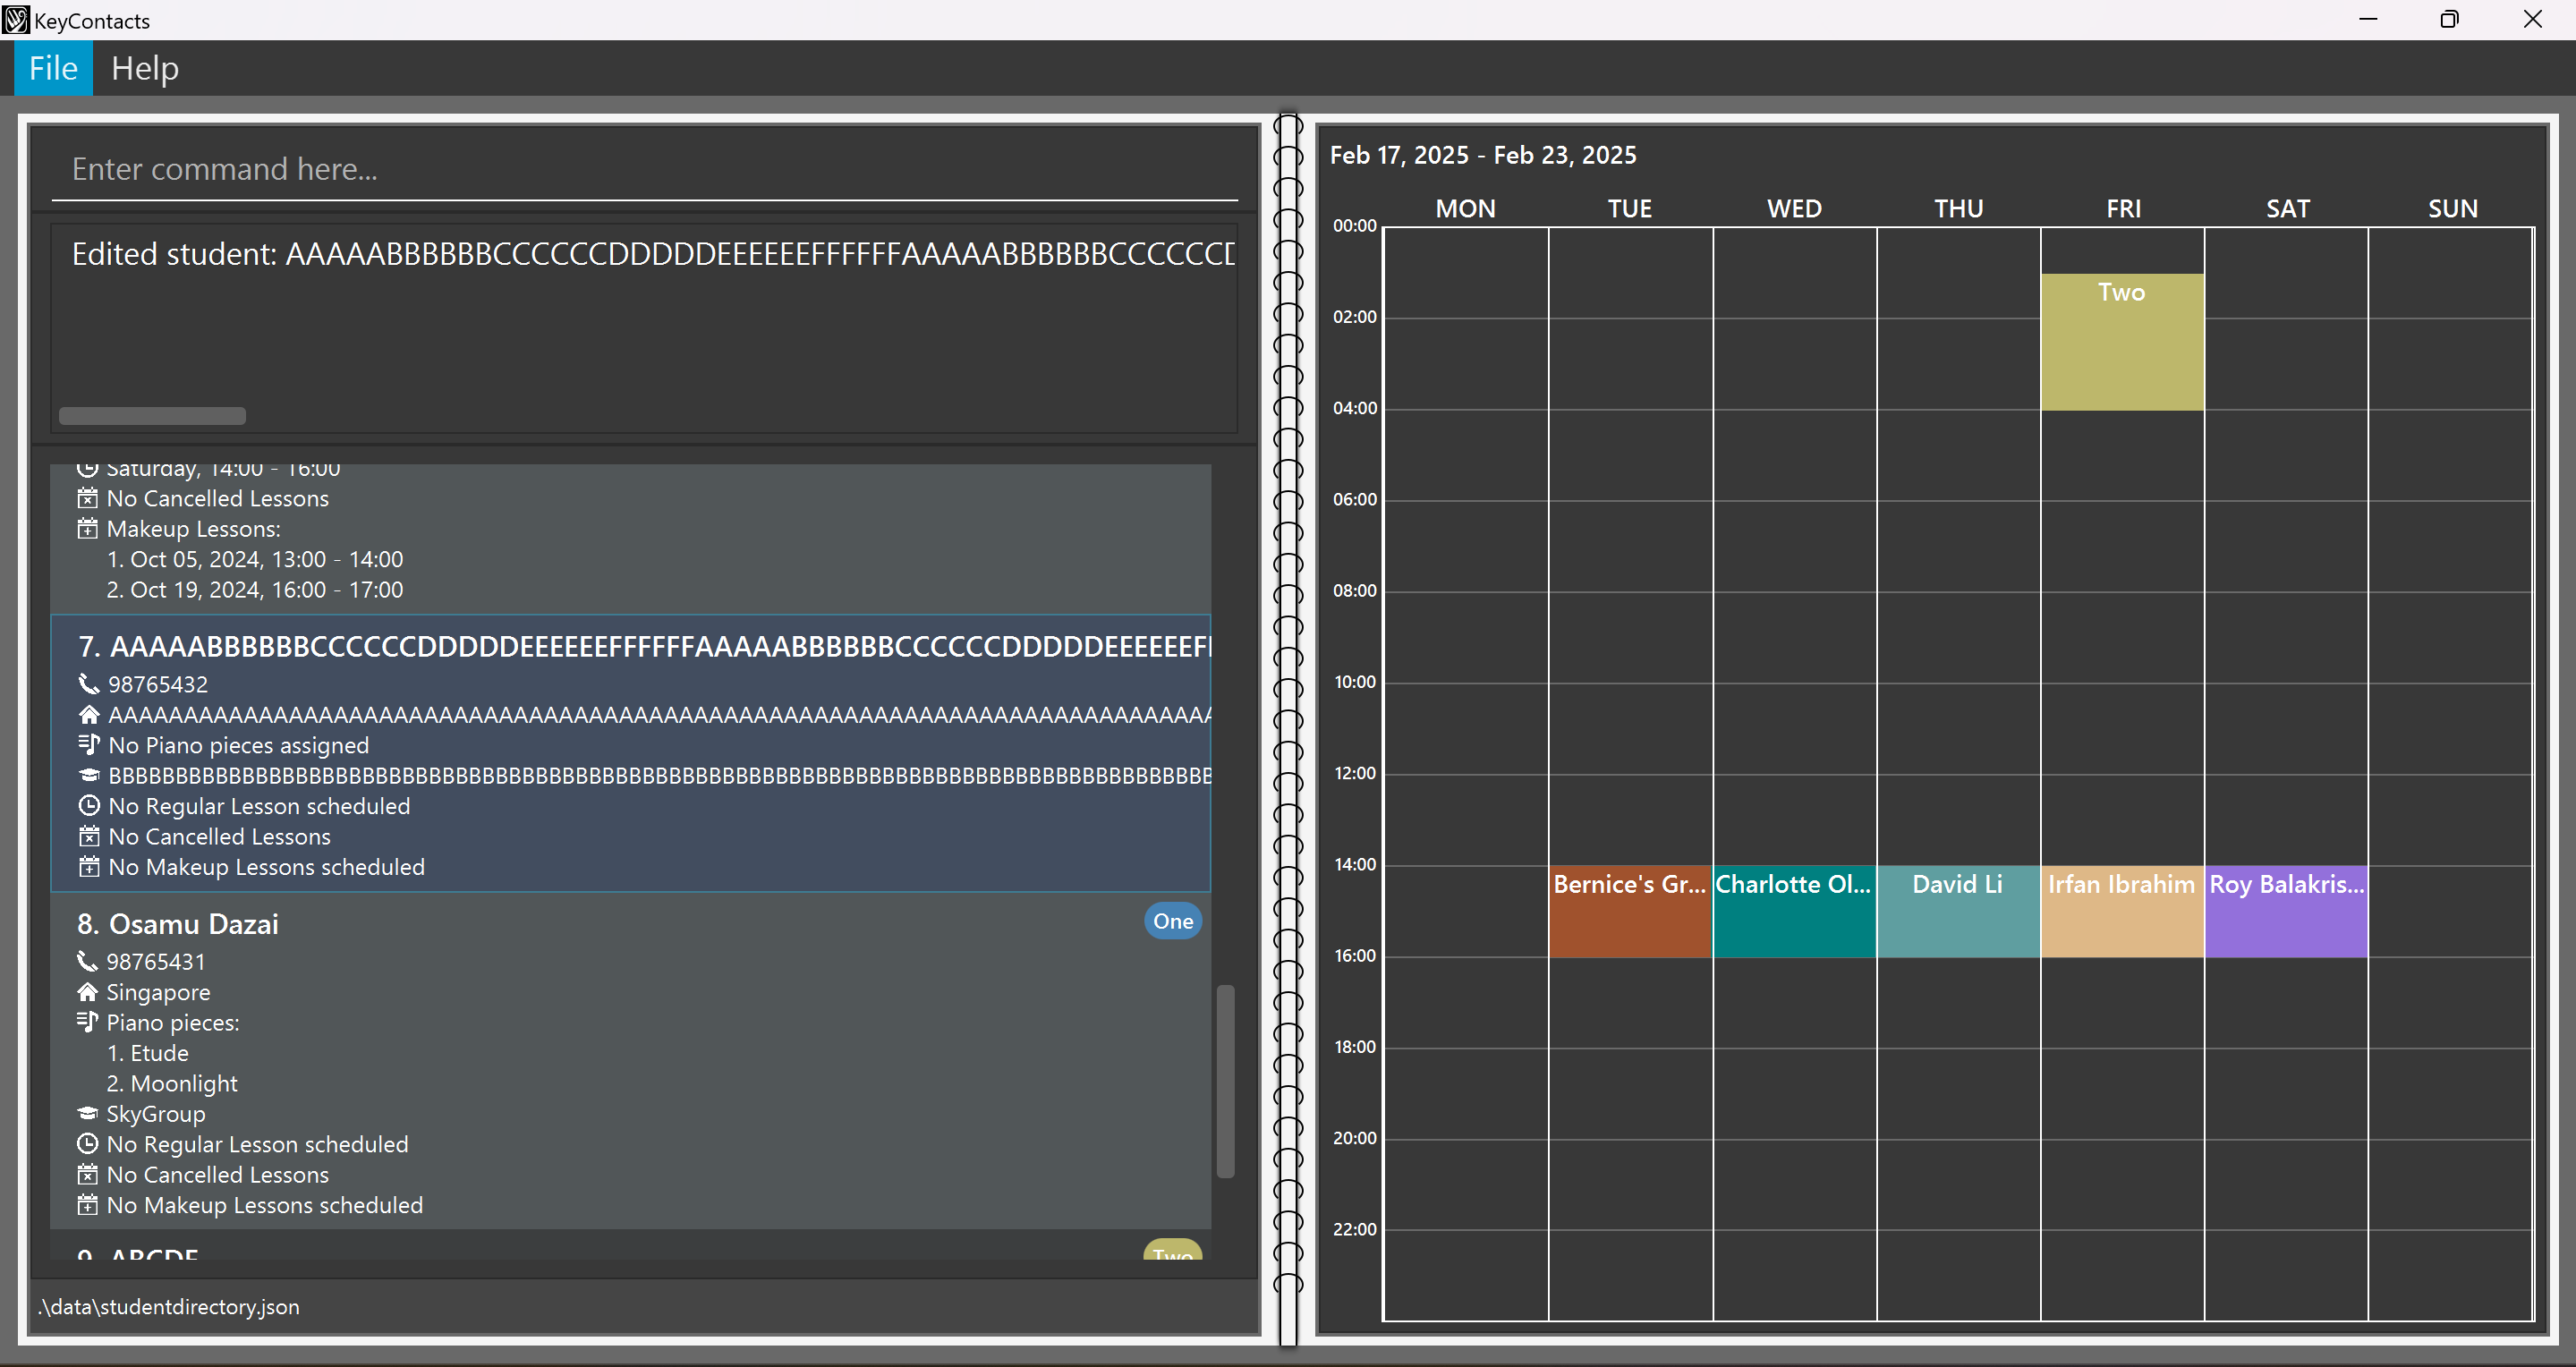 KeyContacts
File Help
Enter command here...
Edited student: AAAAABBBBBBCCCCCCDDDDDEEEEEEFFFFFFAAAAABBBBBBCCCCCCD
Saturday, 14:00 - 16:00
No Cancelled Lessons
Makeup Lessons:
1. Oct 05, 2024, 13:00 - 14:00
2. Oct 19, 2024, 16:00 - 17:00
7. AAAAABBBBBBCCCCCCDDDDDEEEEEEFFFFFFAAAAABBBBBBCCCCCCDDDDDEEEEEEF
98765432
No Piano pieces assigned
No Regular Lesson scheduled
No Cancelled Lessons
No Makeup Lessons scheduled
8. Osamu Dazai One
98765431
Singapore
Piano pieces:
1. Etude
2. Moonlight
SkyGroup
No Regular Lesson scheduled
No Cancelled Lessons
No Makeup Lessons scheduled
9. ABCDE Two
.\data\studentdirectory.json
Feb 17, 2025 - Feb 23, 2025
MON TUE WED THU FRI SAT SUN
00:00
Two
02:00
04:00
06:00
08:00
10:00
12:00
14:00
Bernice's Gr... Charlotte Ol... David Li Irfan Ibrahim Roy Balakris...
16:00
18:00
20:00
22:00